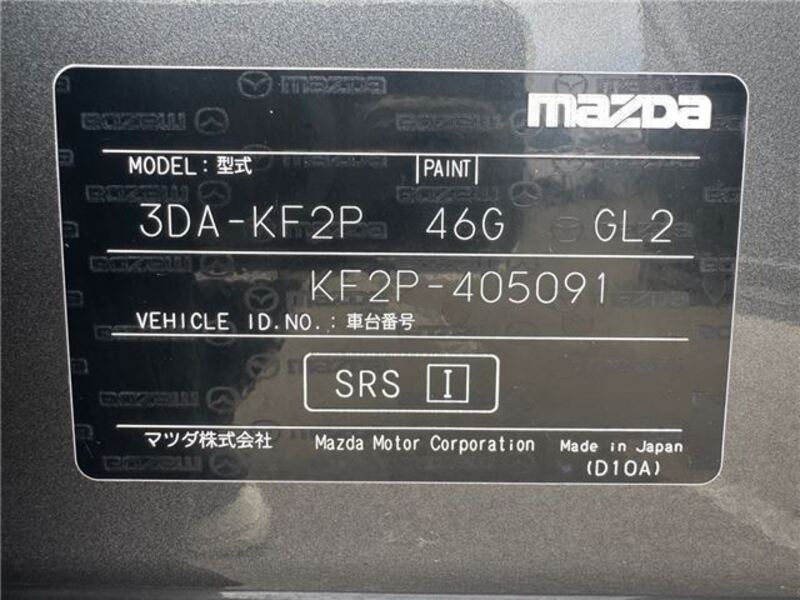 mazda
MODEL：型式 PAINT
3DA-KF2P 46G GL2
KF2P-405091
VEHICLE ID.NO.：車台番号
SRS I
マツダ株式会社 Mazda Motor Corporation Made in Japan
(D10A)